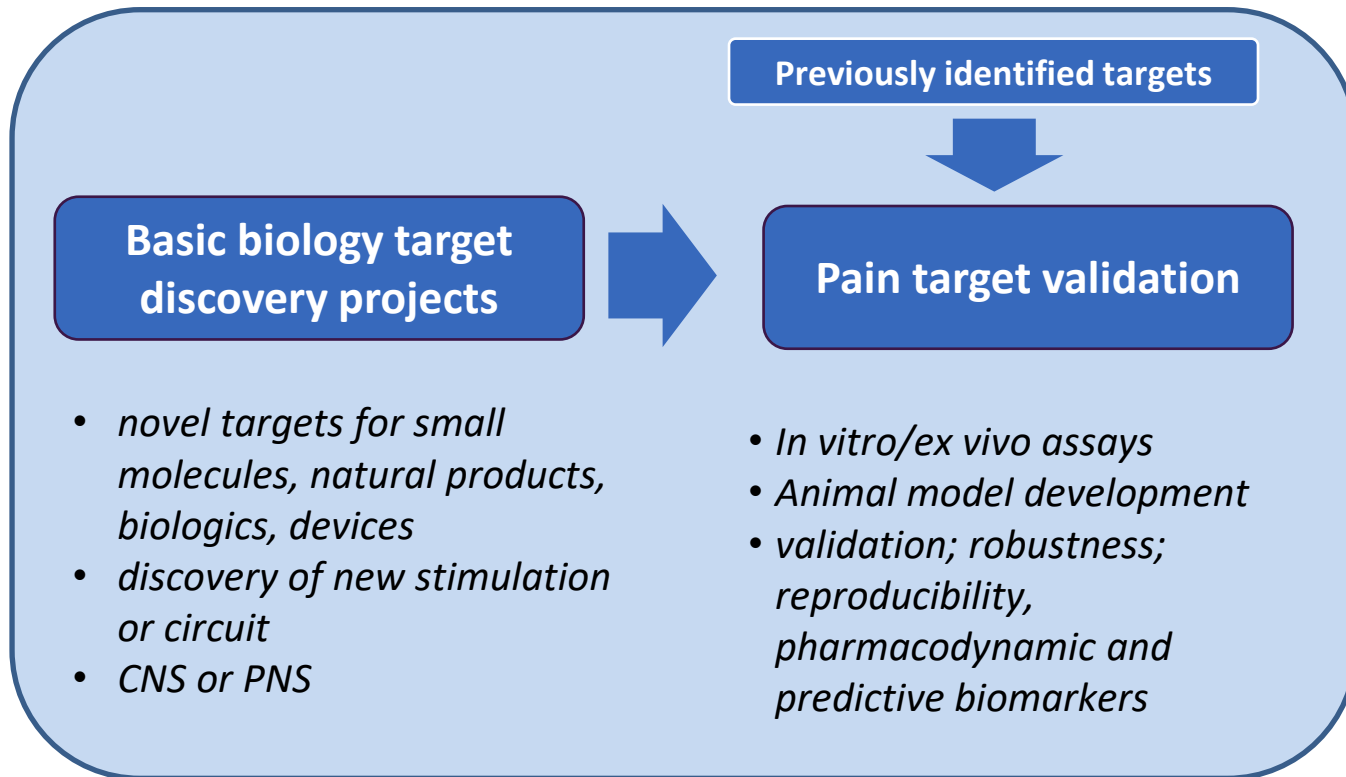 Previously identified targets
Basic biology target
discovery projects
Pain target validation
• novel targets for small
molecules, natural products,
biologics, devices
• discovery of new stimulation
or circuit
• CNS or PNS
• In vitro/ex vivo assays
• Animal model development
• validation; robustness;
reproducibility,
pharmacodynamic and
predictive biomarkers